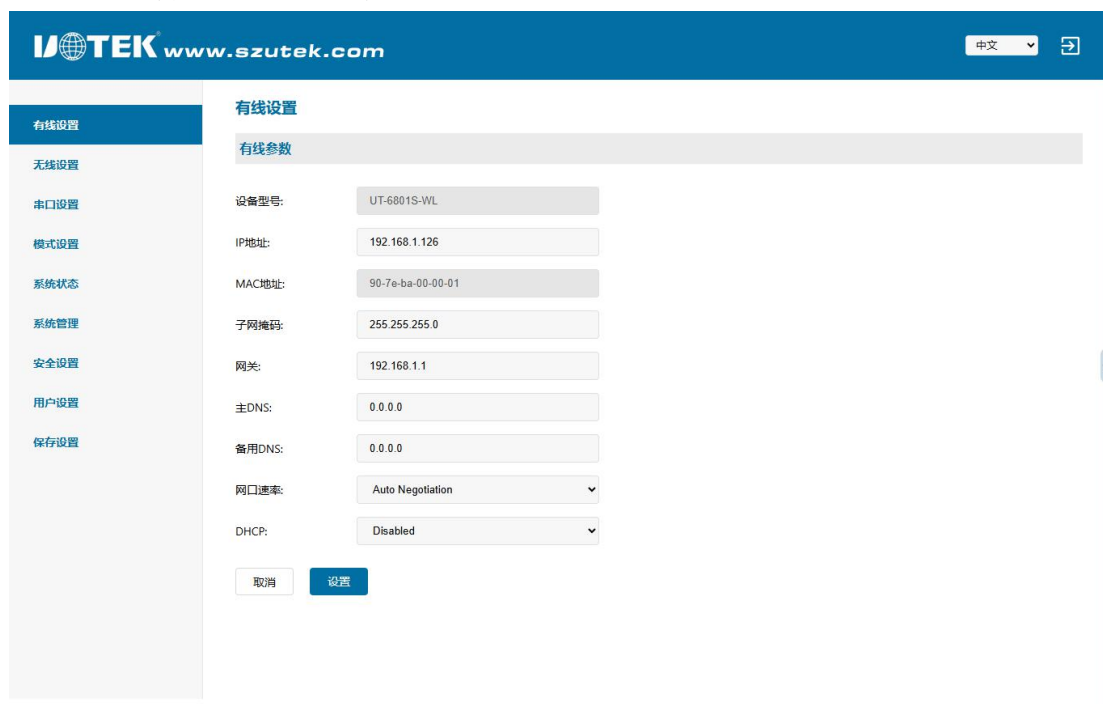 UTEK www.szutek.com
中文
有线设置
无线设置
串口设置
模式设置
系统状态
系统管理
安全设置
用户设置
保存设置
有线设置
有线参数
设备型号: UT-6801S-WL
IP地址: 192.168.1.126
MAC地址: 90-7e-ba-00-00-01
子网掩码: 255.255.255.0
网关: 192.168.1.1
主DNS: 0.0.0.0
备用DNS: 0.0.0.0
网口速率: Auto Negotiation
DHCP: Disabled
取消 设置